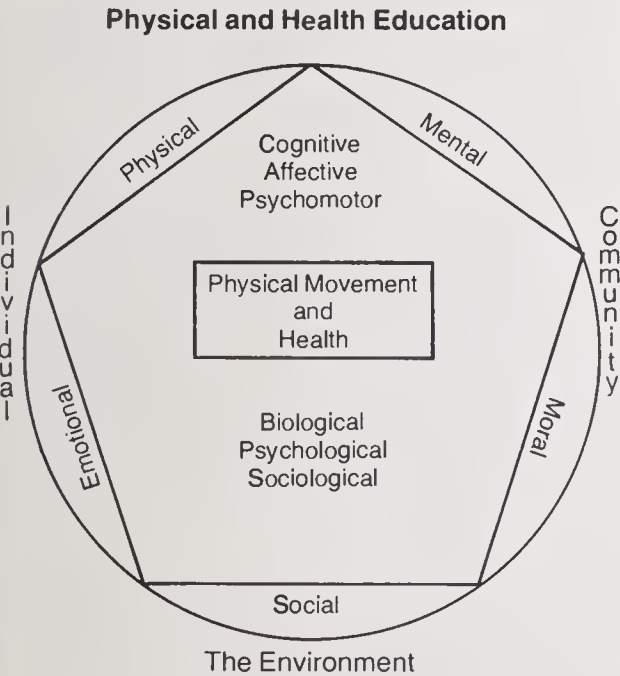 Physical and Health Education
Physical
Mental
Cognitive
Affective
Psychomotor
Individual
Community
Physical Movement
and
Health
Emotional
Moral
Biological
Psychological
Sociological
Social
The Environment